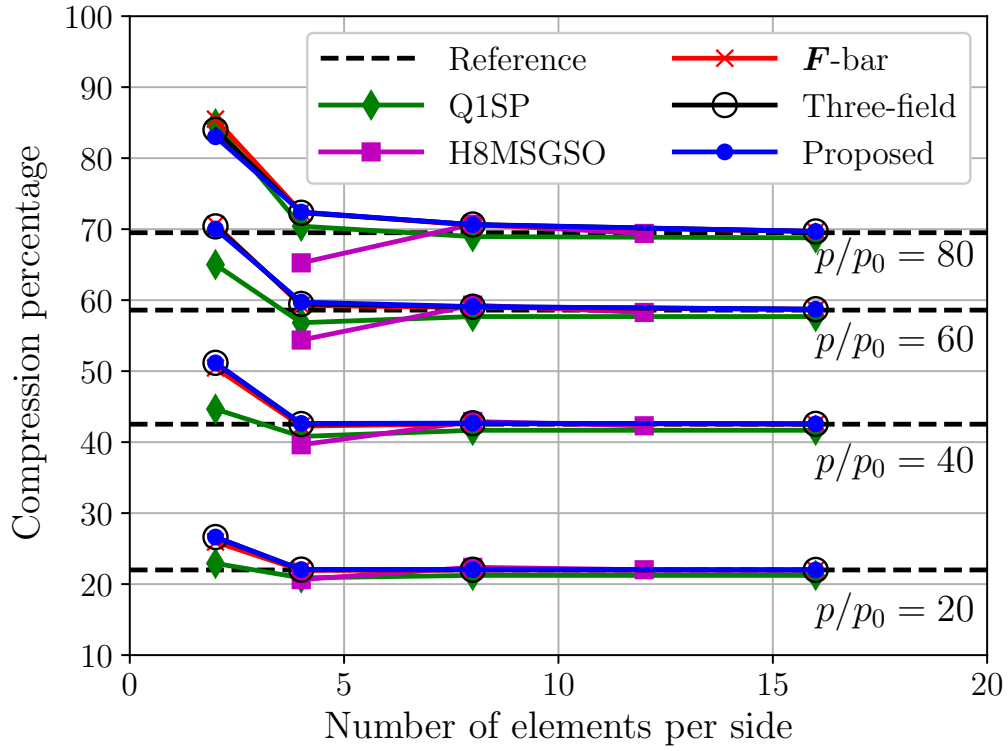 100
90
80
70
60
50
40
30
20
10
0
5
10
15
20
Compression percentage
Number of elements per side
Reference
Q1SP
H8MSGSO
F-bar
Three-field
Proposed
p/p₀ = 80
p/p₀ = 60
p/p₀ = 40
p/p₀ = 20